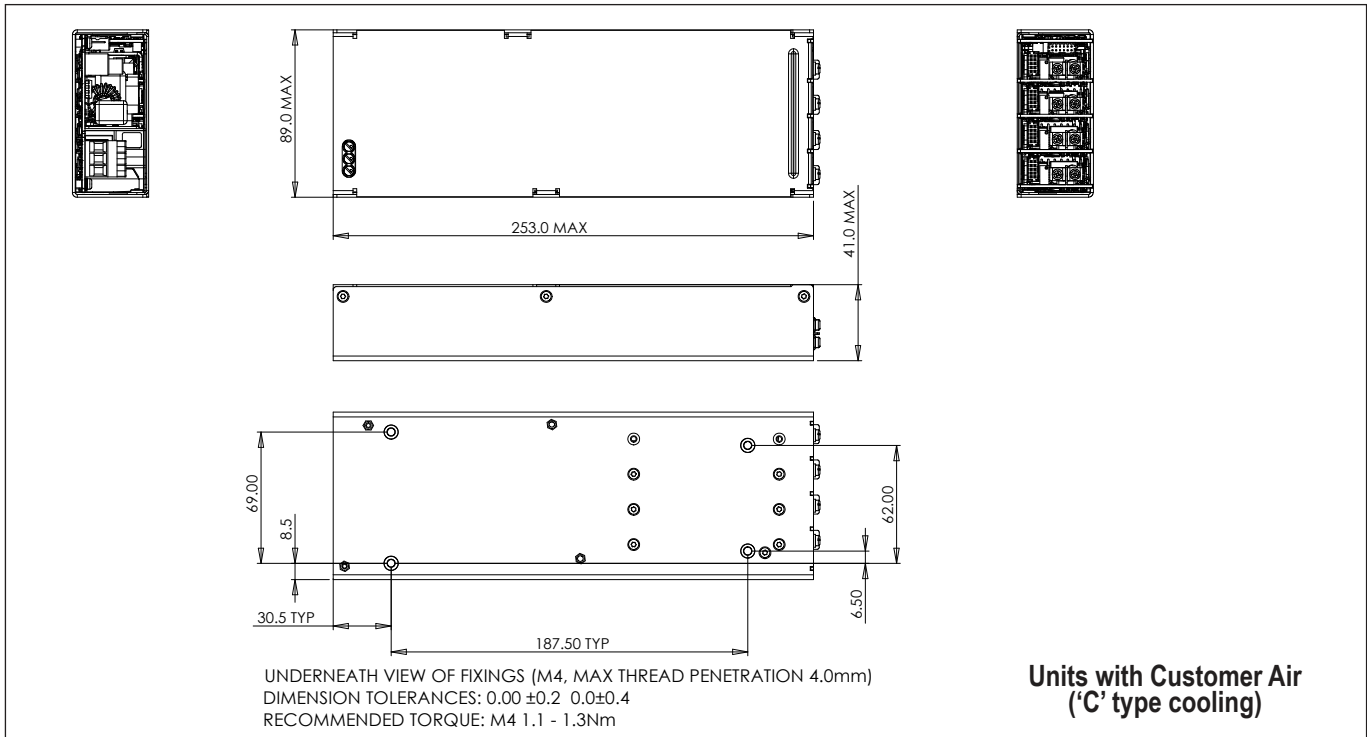 89.0 MAX
253.0 MAX
41.0 MAX
69.00
8.5
62.00
6.50
30.5 TYP
187.50 TYP
UNDERNEATH VIEW OF FIXINGS (M4, MAX THREAD PENETRATION 4.0mm)
DIMENSION TOLERANCES: 0.00 ±0.2 0.0±0.4
RECOMMENDED TORQUE: M4 1.1 - 1.3Nm
Units with Customer Air
(‘C’ type cooling)